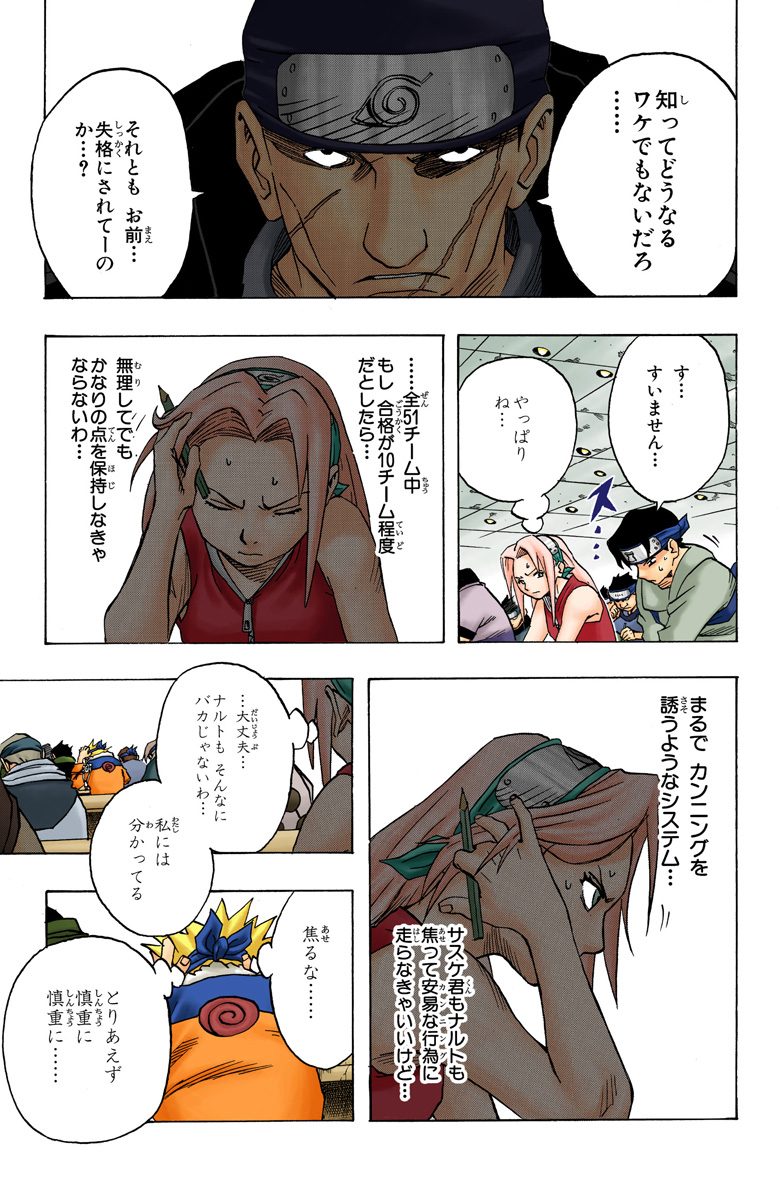 知ってどうなる
ワケでもないだろ
……
それとも お前…
失格にされてーの
か…？
す…
すいません…
やっぱり
ね…
……全51チーム中
もし 合格が10チーム程度
だとしたら…
無理してでも
かなりの点を保持しなきゃ
ならないわ…
まるで カンニングを
誘うようなシステム…
サスケ君もナルトも
焦って安易な行為に
走らなきゃいいけど…
…大丈夫…
ナルトも そんなに
バカじゃないわ…
私には
分かってる
焦るな……
とりあえず
慎重に
慎重に……